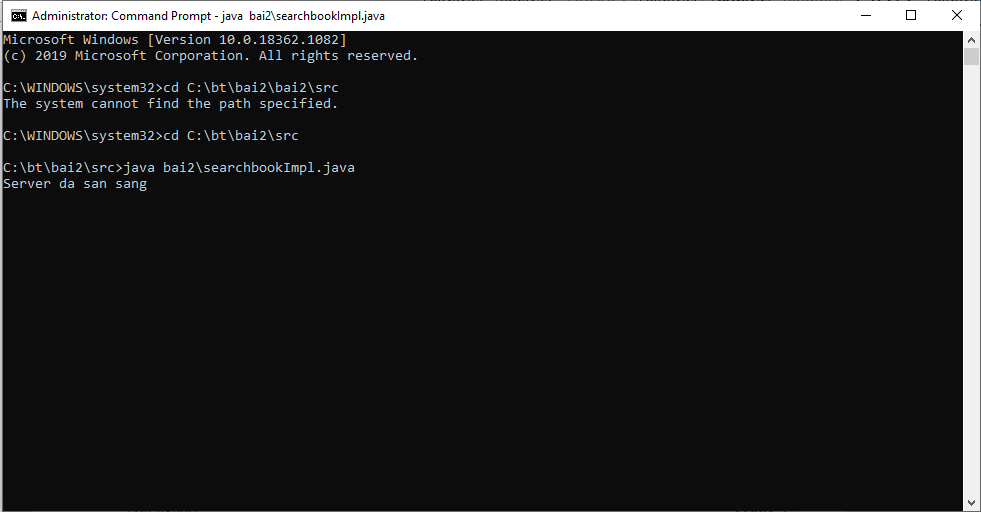 Administrator: Command Prompt - java  bai2\searchbookImpl.java
Microsoft Windows [Version 10.0.18362.1082]
(c) 2019 Microsoft Corporation. All rights reserved.
C:\WINDOWS\system32>cd C:\bt\bai2\bai2\src
The system cannot find the path specified.
C:\WINDOWS\system32>cd C:\bt\bai2\src
C:\bt\bai2\src>java bai2\searchbookImpl.java
Server da san sang